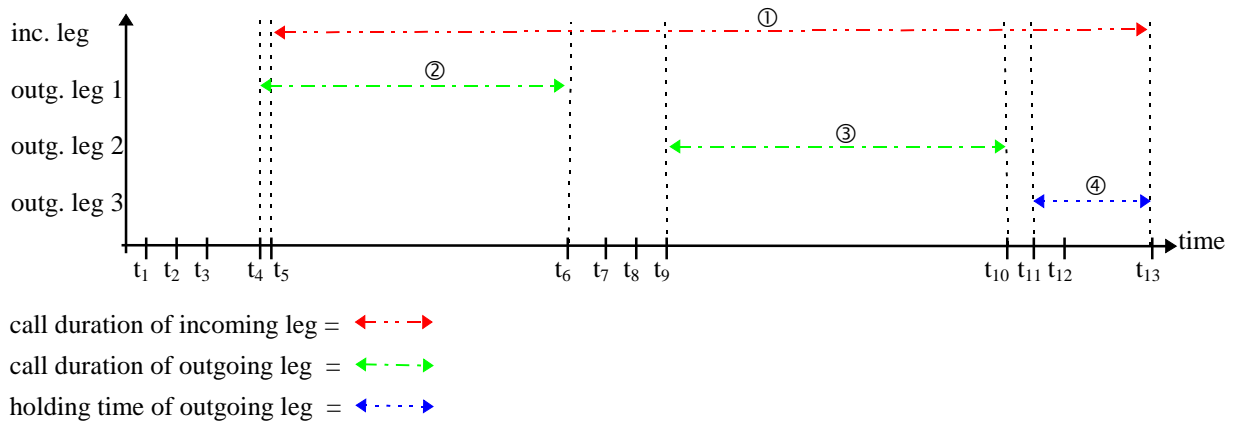 inc. leg ①
outg. leg 1 ②
outg. leg 2 ③
outg. leg 3 ④
time
t1 t2 t3 t4 t5 t6 t7 t8 t9 t10 t11 t12 t13
call duration of incoming leg =
call duration of outgoing leg =
holding time of outgoing leg =